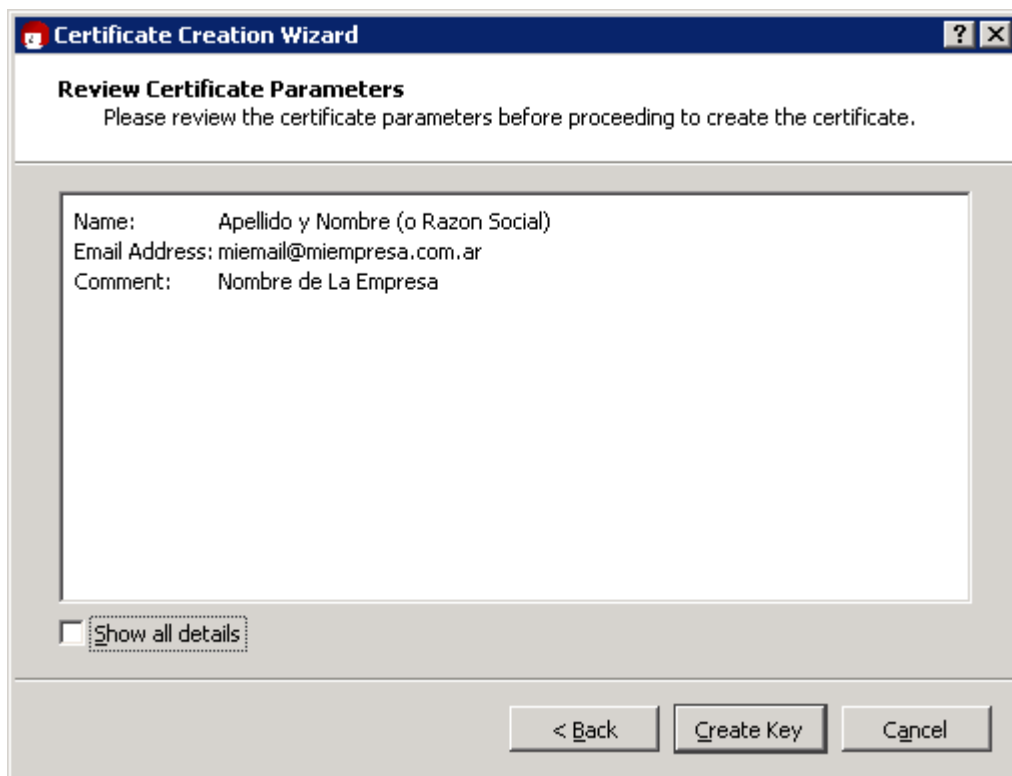 Certificate Creation Wizard
Review Certificate Parameters
Please review the certificate parameters before proceeding to create the certificate.
Name: Apellido y Nombre (o Razon Social)
Email Address: miemail@miempresa.com.ar
Comment: Nombre de La Empresa
Show all details
< Back Create Key Cancel